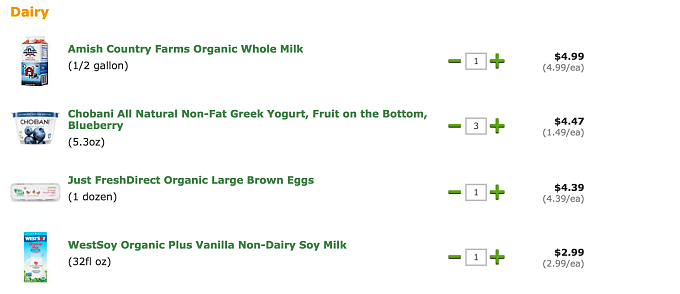 Dairy
Amish Country Farms Organic Whole Milk
(1/2 gallon)
1
$4.99
(4.99/ea)
Chobani All Natural Non-Fat Greek Yogurt, Fruit on the Bottom,
Blueberry
(5.3oz)
3
$4.47
(1.49/ea)
CHOBANI
Just FreshDirect Organic Large Brown Eggs
(1 dozen)
1
$4.39
(4.39/ea)
WestSoy Organic Plus Vanilla Non-Dairy Soy Milk
(32fl oz)
1
$2.99
(2.99/ea)